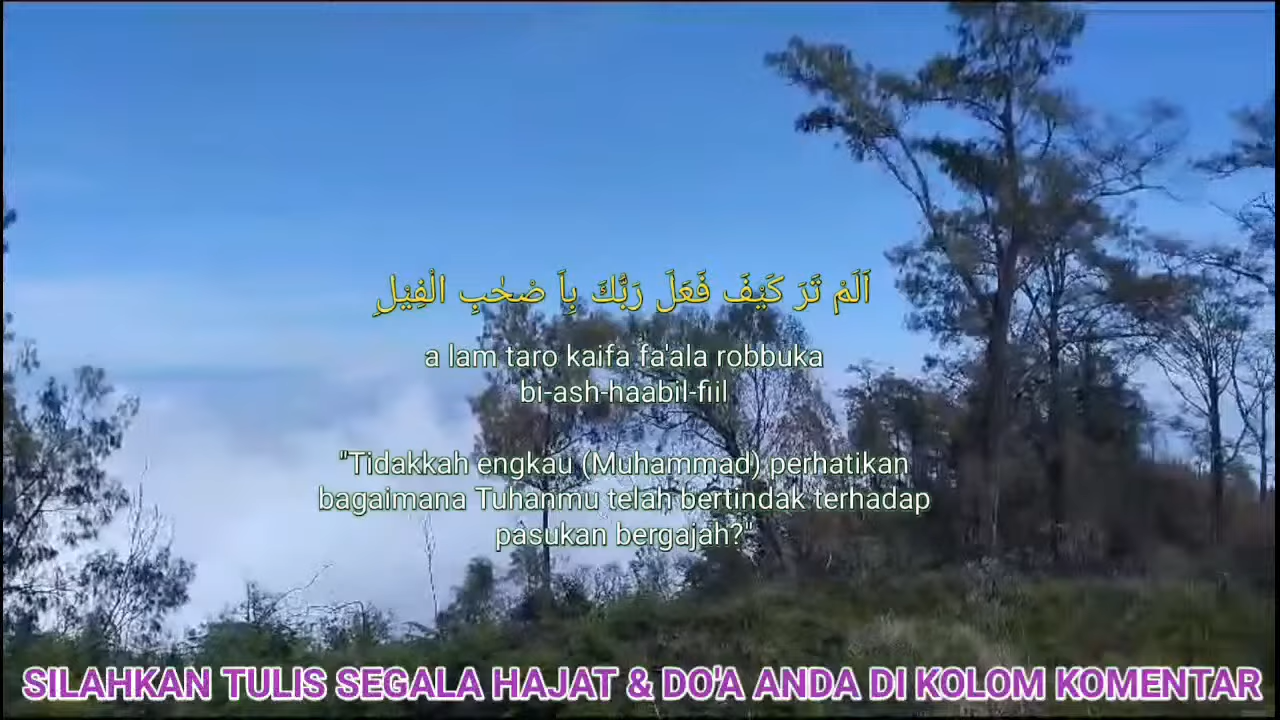 اَلَمْ تَرَ كَيْفَ فَعَلَ رَبُّكَ بِاَ صْحٰبِ الْفِيْلِ
a lam taro kaifa fa'ala robbuka
bi-ash-haabil-fiil
"Tidakkah engkau (Muhammad) perhatikan
bagaimana Tuhanmu telah bertindak terhadap
pasukan bergajah?"
SILAHKAN TULIS SEGALA HAJAT & DO'A ANDA DI KOLOM KOMENTAR